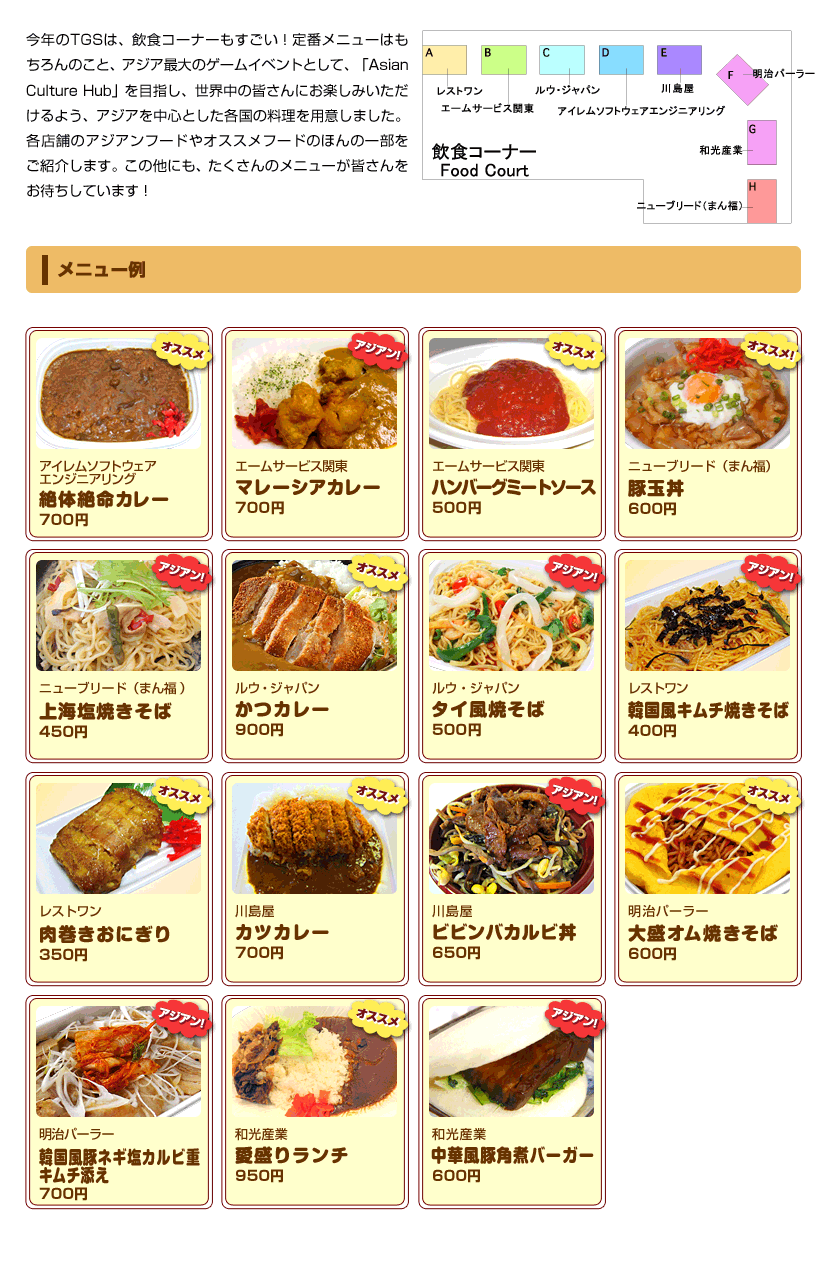 今年のTGSは、飲食コーナーもすごい！定番メニューはも
ちろんのこと、アジア最大のゲームイベントとして、「Asian
Culture Hub」を目指し、世界中の皆さんにお楽しみいただ
けるよう、アジアを中心とした各国の料理を用意しました。
各店舗のアジアンフードやオススメフードのほんの一部を
ご紹介します。この他にも、たくさんのメニューが皆さんを
お待ちしています！
A
B
C
D
E
F
明治パーラー
レストワン
エームサービス関東
ルウ・ジャパン
アイレムソフトウェアエンジニアリング
川島屋
G
和光産業
飲食コーナー
Food Court
H
ニューブリード（まん福）
メニュー例
オススメ
アイレムソフトウェア
エンジニアリング
絶体絶命カレー
700円
アジアン!
エームサービス関東
マレーシアカレー
700円
オススメ
エームサービス関東
ハンバーグミートソース
500円
オススメ!
ニューブリード（まん福）
豚玉丼
600円
アジアン!
ニューブリード（まん福）
上海塩焼きそば
450円
オススメ
ルウ・ジャパン
かつカレー
900円
アジアン!
ルウ・ジャパン
タイ風焼そば
500円
アジアン!
レストワン
韓国風キムチ焼きそば
400円
オススメ
レストワン
肉巻きおにぎり
350円
オススメ
川島屋
カツカレー
700円
アジアン!
川島屋
ビビンバカルビ丼
650円
オススメ
明治パーラー
大盛オム焼きそば
600円
アジアン!
明治パーラー
韓国風豚ネギ塩カルビ重
キムチ添え
700円
オススメ
和光産業
愛盛りランチ
950円
アジアン!
和光産業
中華風豚角煮バーガー
600円